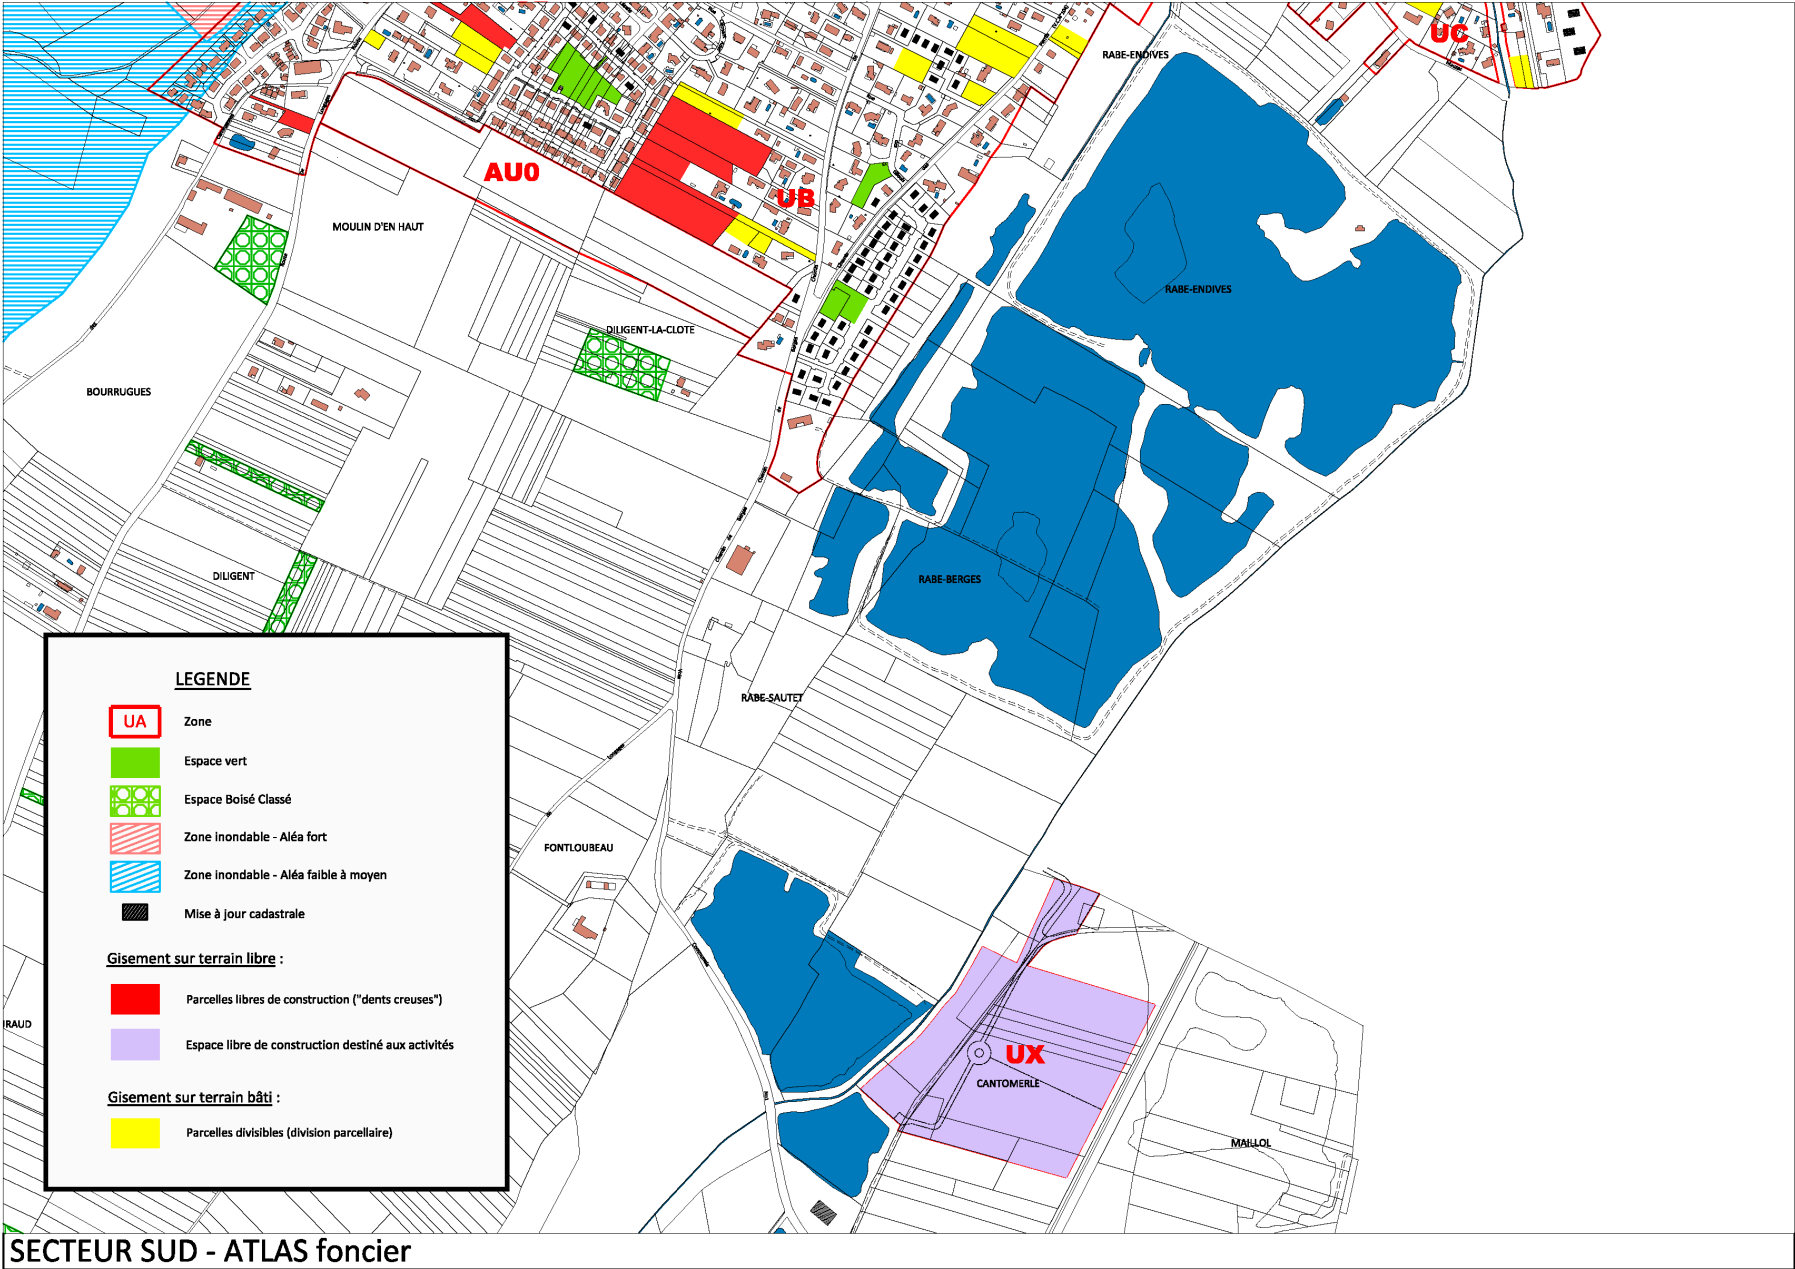 RABE-ENDIVES
UC
AU0
UB
MOULIN D'EN HAUT
RABE-ENDIVES
DILIGENT-LA-CLOTE
BOURRUGUES
DILIGENT
RABE-BERGES
RABE-SAUTET
FONTLOUBEAU
UX
CANTOMERLE
MAILLOL
IRAUD
LEGENDE
UA Zone
Espace vert
Espace Boisé Classé
Zone inondable - Aléa fort
Zone inondable - Aléa faible à moyen
Mise à jour cadastrale
Gisement sur terrain libre :
Parcelles libres de construction ("dents creuses")
Espace libre de construction destiné aux activités
Gisement sur terrain bâti :
Parcelles divisibles (division parcellaire)
SECTEUR SUD - ATLAS foncier